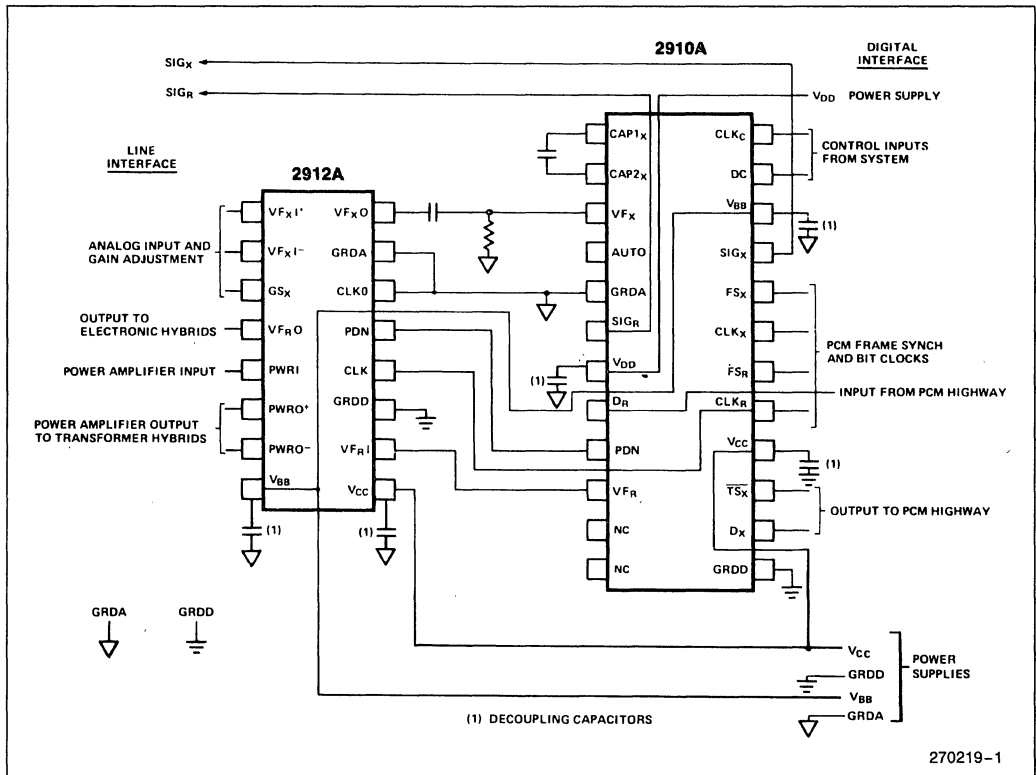 2910A
DIGITAL
INTERFACE
SIGX
SIGR
VDD POWER SUPPLY
LINE
INTERFACE
2912A
CAP1X
CAP2X
VFX
AUTO
GRDA
SIGR
VDD
DR
PDN
VFR
NC
NC
CLKC
DC
VBB
SIGX
FSX
CLKX
FSR
CLKR
VCC
TSX
DX
GRDD
CONTROL INPUTS
FROM SYSTEM
(1)
PCM FRAME SYNCH
AND BIT CLOCKS
INPUT FROM PCM HIGHWAY
(1)
OUTPUT TO PCM HIGHWAY
(1)
ANALOG INPUT AND
GAIN ADJUSTMENT
OUTPUT TO
ELECTRONIC HYBRIDS
POWER AMPLIFIER INPUT
POWER AMPLIFIER OUTPUT
TO TRANSFORMER HYBRIDS
VFXI+
VFXI-
GSX
VFRO
PWRI
PWRO+
PWRO-
VBB
VFXO
GRDA
CLK0
PDN
CLK
GRDD
VFRI
VCC
(1)
(1)
GRDA
GRDD
VCC
GRDD
VBB
GRDA
POWER
SUPPLIES
(1) DECOUPLING CAPACITORS
270219-1